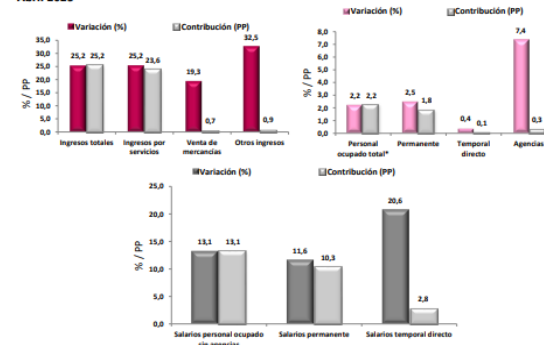 Variación (%) Contribución (PP)
% / PP
35,0
30,0
25,0
20,0
15,0
10,0
5,0
0,0
25,2 25,2
25,2 23,6
19,3 0,7
32,5 0,9
Ingresos totales
Ingresos por servicios
Venta de mercancías
Otros ingresos
Variación (%) Contribución (PP)
% / PP
8,0
7,0
6,0
5,0
4,0
3,0
2,0
1,0
0,0
2,2 2,2
2,5 1,8
0,4 0,1
7,4 0,3
Personal ocupado total*
Permanente
Temporal directo
Agencias
Variación (%) Contribución (PP)
% / PP
25,0
20,0
15,0
10,0
5,0
0,0
13,1 13,1
11,6 10,3
20,6 2,8
Salarios personal ocupado
Salarios permanente
Salarios temporal directo